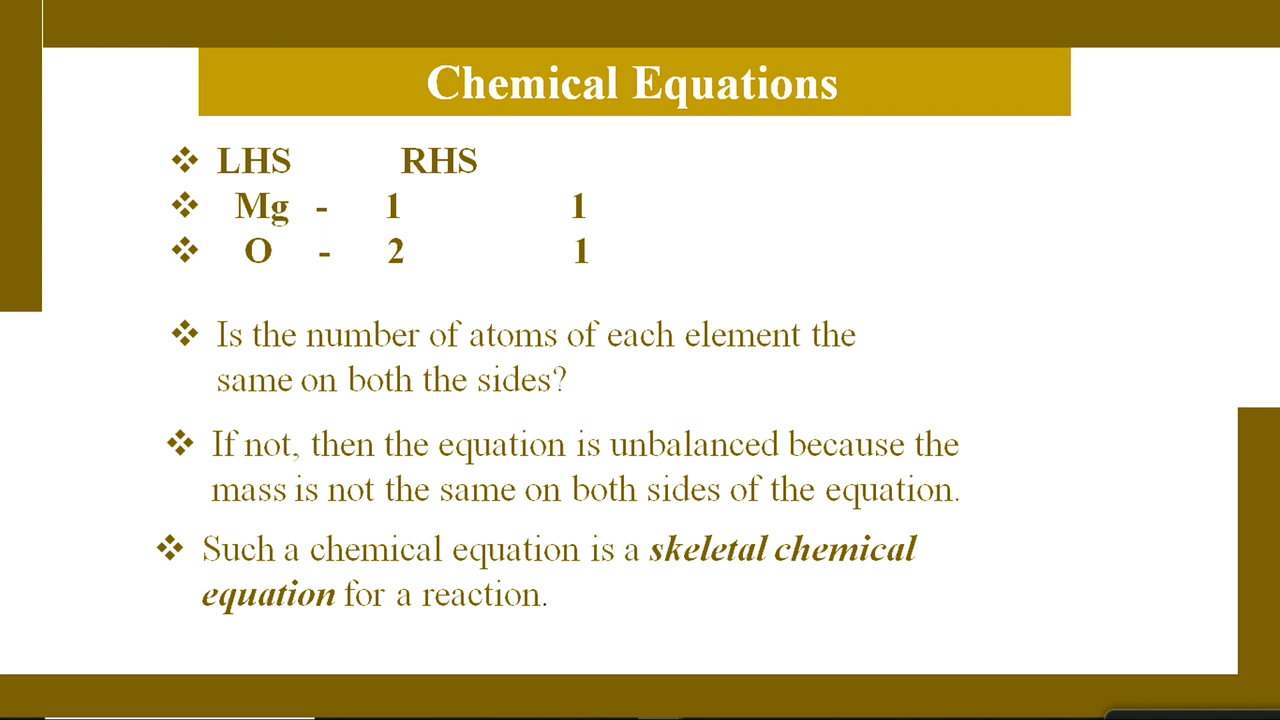 Chemical Equations
❖ LHS RHS
❖ Mg - 1 1
❖ O - 2 1
❖ Is the number of atoms of each element the
same on both the sides?
❖ If not, then the equation is unbalanced because the
mass is not the same on both sides of the equation.
❖ Such a chemical equation is a skeletal chemical
equation for a reaction.